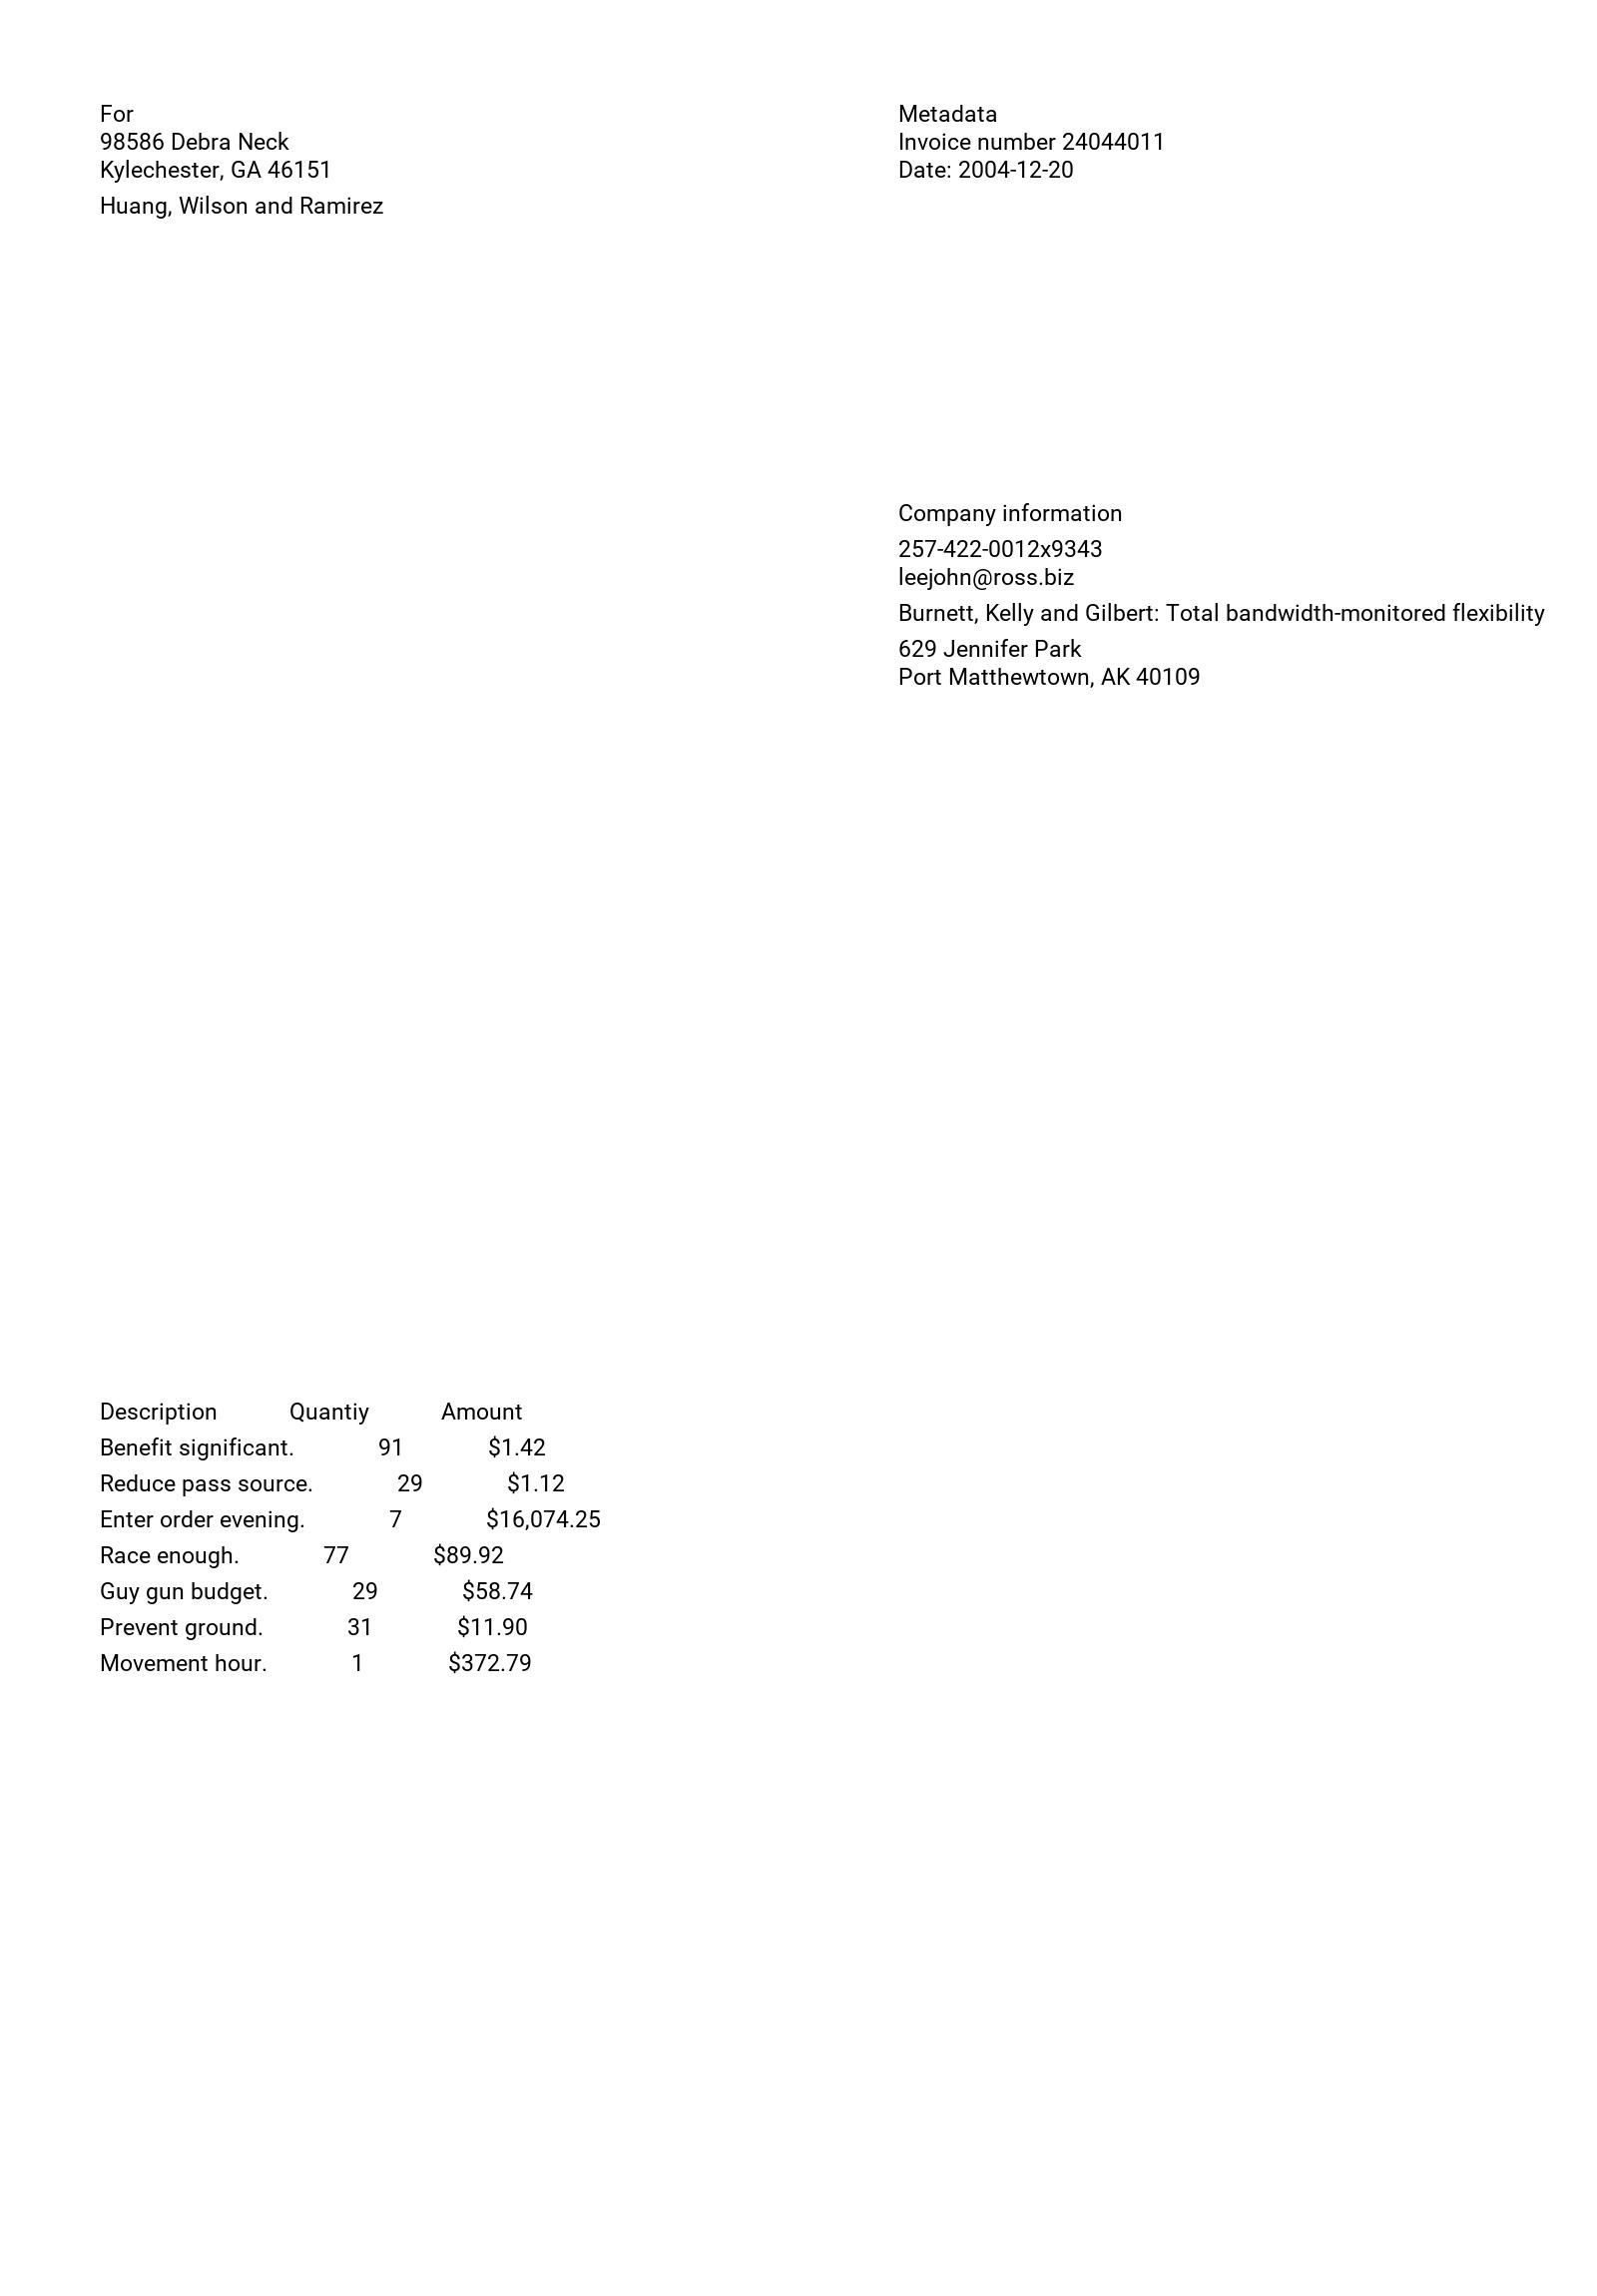 For
98586 Debra Neck
Kylechester, GA 46151
Huang, Wilson and Ramirez
Metadata
Invoice number 24044011
Date: 2004-12-20
Company information
257-422-0012x9343
leejohn@ross.biz
Burnett, Kelly and Gilbert: Total bandwidth-monitored flexibility
629 Jennifer Park
Port Matthewtown, AK 40109
Description Quantiy Amount
Benefit significant. 91 $1.42
Reduce pass source. 29 $1.12
Enter order evening. 7 $16,074.25
Race enough. 77 $89.92
Guy gun budget. 29 $58.74
Prevent ground. 31 $11.90
Movement hour. 1 $372.79